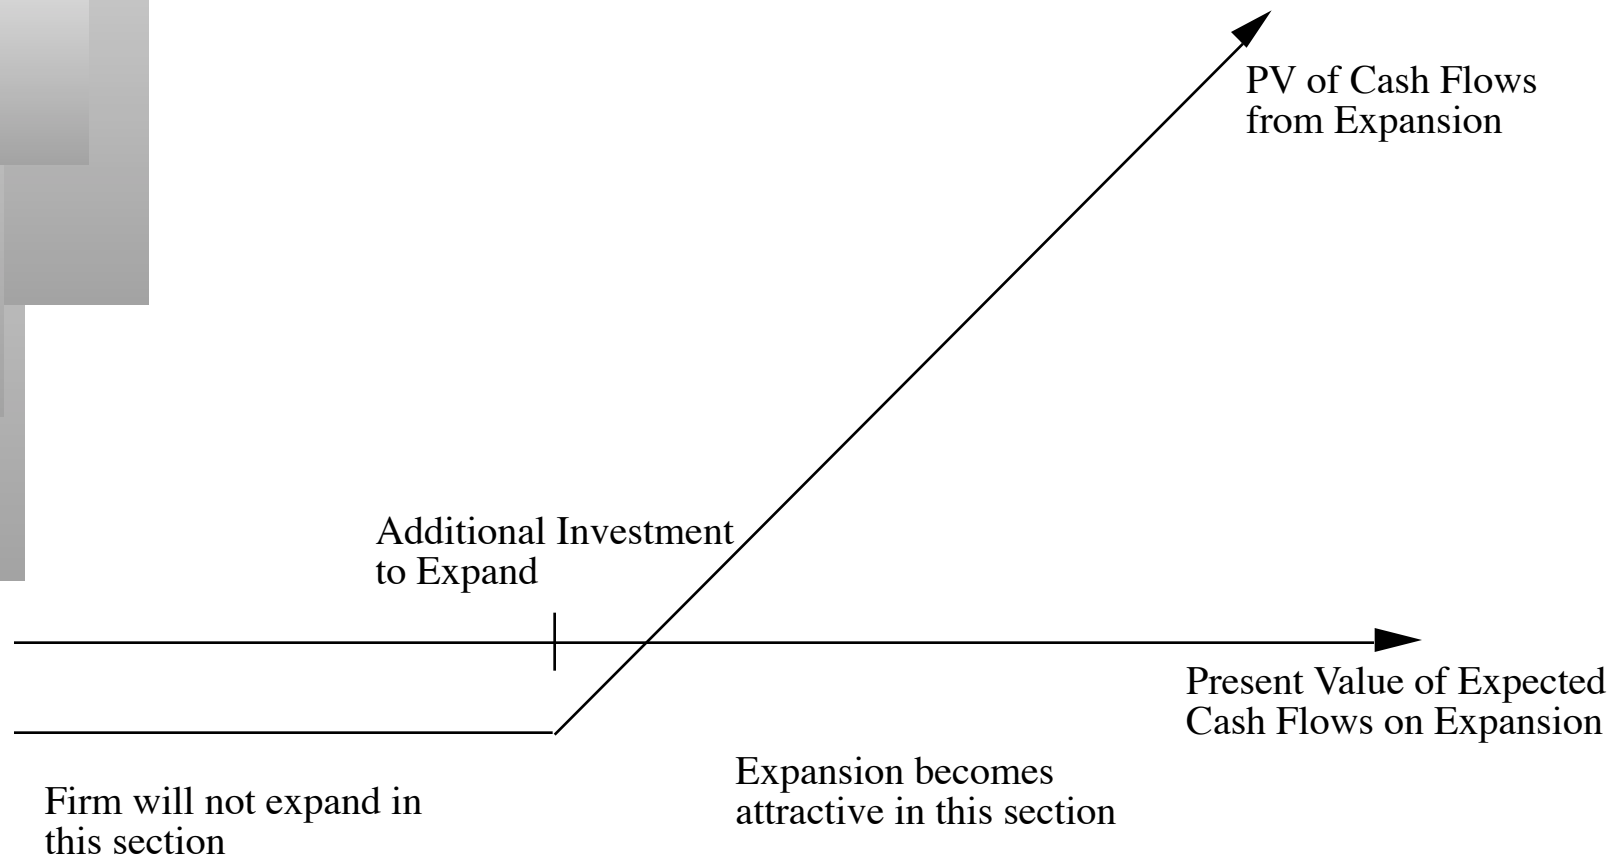 PV of Cash Flows
from Expansion
Additional Investment
to Expand
Present Value of Expected
Cash Flows on Expansion
Expansion becomes
attractive in this section
Firm will not expand in
this section